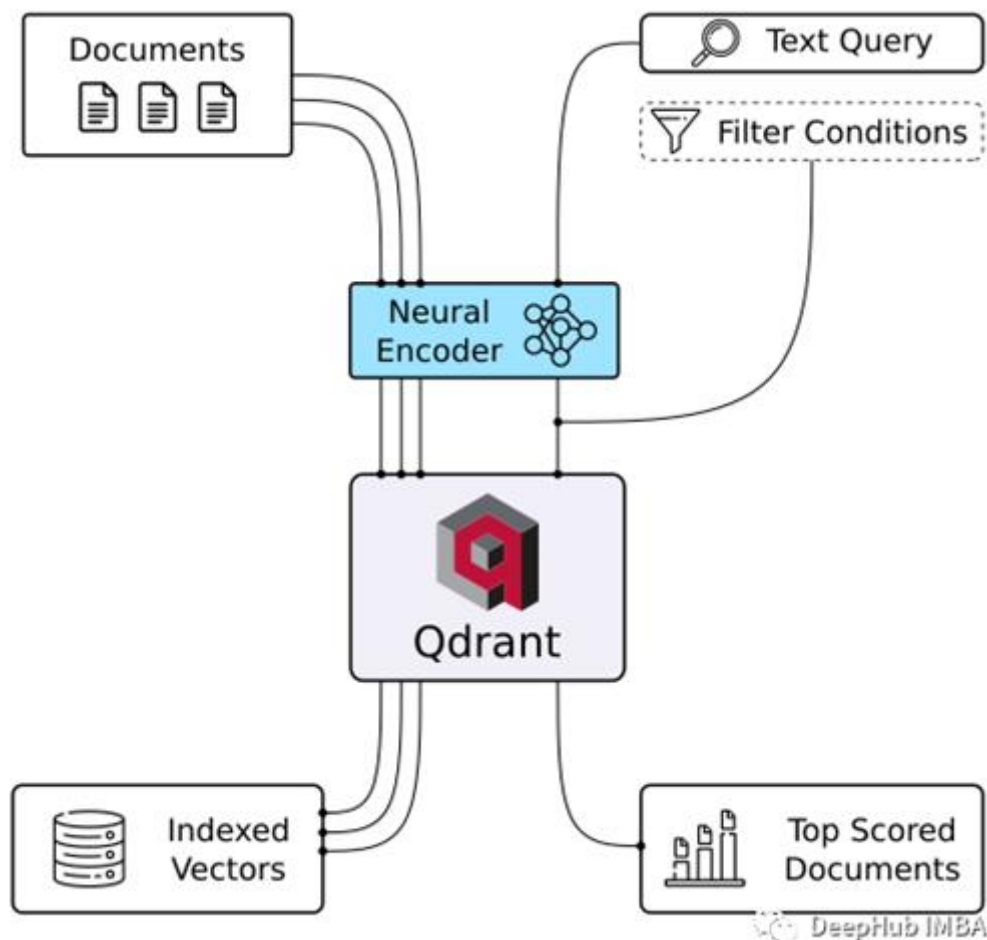 Documents
Text Query
Filter Conditions
Neural
Encoder
Qdrant
Indexed
Vectors
Top Scored
Documents
DeepHub IMBA